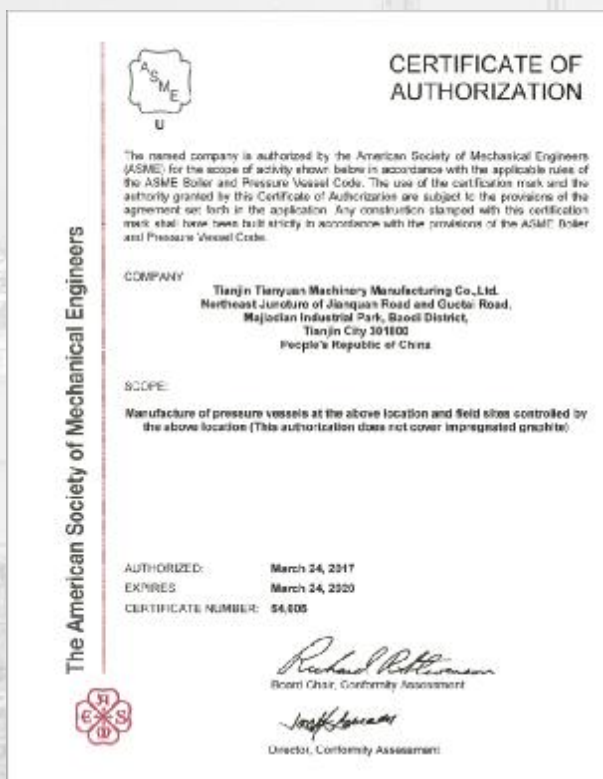 ASME
U
CERTIFICATE OF
AUTHORIZATION
The named company is authorized by the American Society of Mechanical Engineers
(ASME) for the scope of activity shown below in accordance with the applicable rules of
the ASME Boiler and Pressure Vessel Code. The use of the certification mark and the
authority granted by this Certificate of Authorization are subject to the provisions of the
agreement set forth in the application. Any construction stamped with this certification
mark shall have been built strictly in accordance with the provisions of the ASME Boiler
and Pressure Vessel Code.
COMPANY
Tianjin Tianyuan Machinery Manufacturing Co.,Ltd.
Northeast Juncture of Jianquan Road and Guotai Road,
Majiadian Industrial Park, Baodi District,
Tianjin City 301800
People's Republic of China
SCOPE:
Manufacture of pressure vessels at the above location and field sites controlled by
the above location (This authorization does not cover impregnated graphite)
AUTHORIZED: March 24, 2017
EXPIRES March 24, 2020
CERTIFICATE NUMBER:
Board Chair, Conformity Assessment
Director, Conformity Assessment
The American Society of Mechanical Engineers
ASME